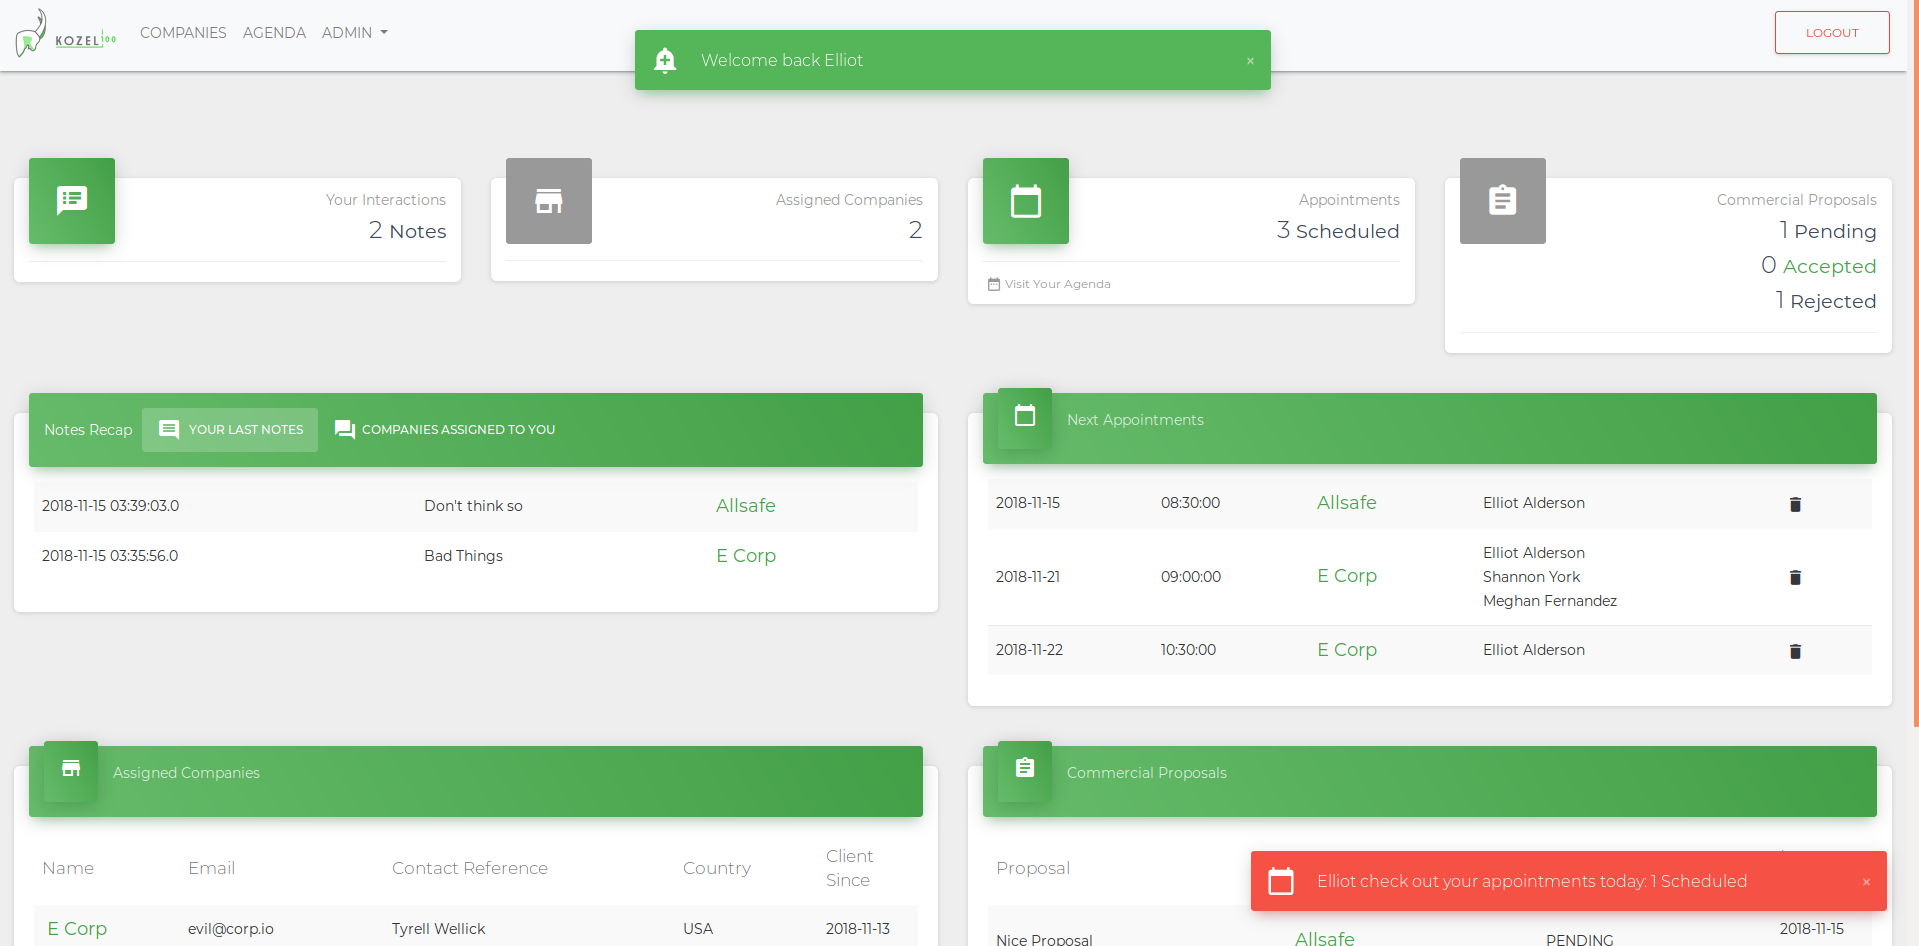 KOZEL 100
COMPANIES AGENDA ADMIN
LOGOUT
Welcome back Elliot ×
Your Interactions
2 Notes
Assigned Companies
2
Appointments
3 Scheduled
Visit Your Agenda
Commercial Proposals
1 Pending
0 Accepted
1 Rejected
Notes Recap YOUR LAST NOTES COMPANIES ASSIGNED TO YOU
2018-11-15 03:39:03.0 Don't think so Allsafe
2018-11-15 03:35:56.0 Bad Things E Corp
Next Appointments
2018-11-15 08:30:00 Allsafe Elliot Alderson
2018-11-21 09:00:00 E Corp Elliot Alderson
Shannon York
Meghan Fernandez
2018-11-22 10:30:00 E Corp Elliot Alderson
Assigned Companies
Name Email Contact Reference Country Client
Since
E Corp evil@corp.io Tyrell Wellick USA 2018-11-13
Commercial Proposals
Proposal
Elliot check out your appointments today: 1 Scheduled ×
Nice Proposal Allsafe PENDING 2018-11-15